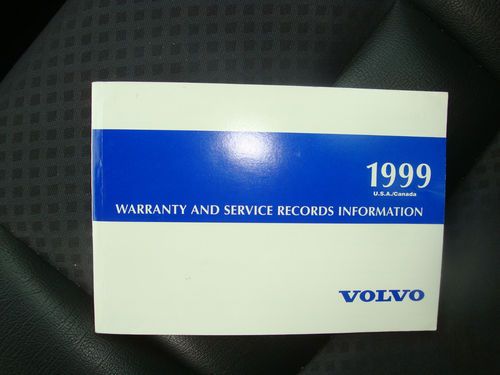 1999
U.S.A./Canada
WARRANTY AND SERVICE RECORDS INFORMATION
VOLVO